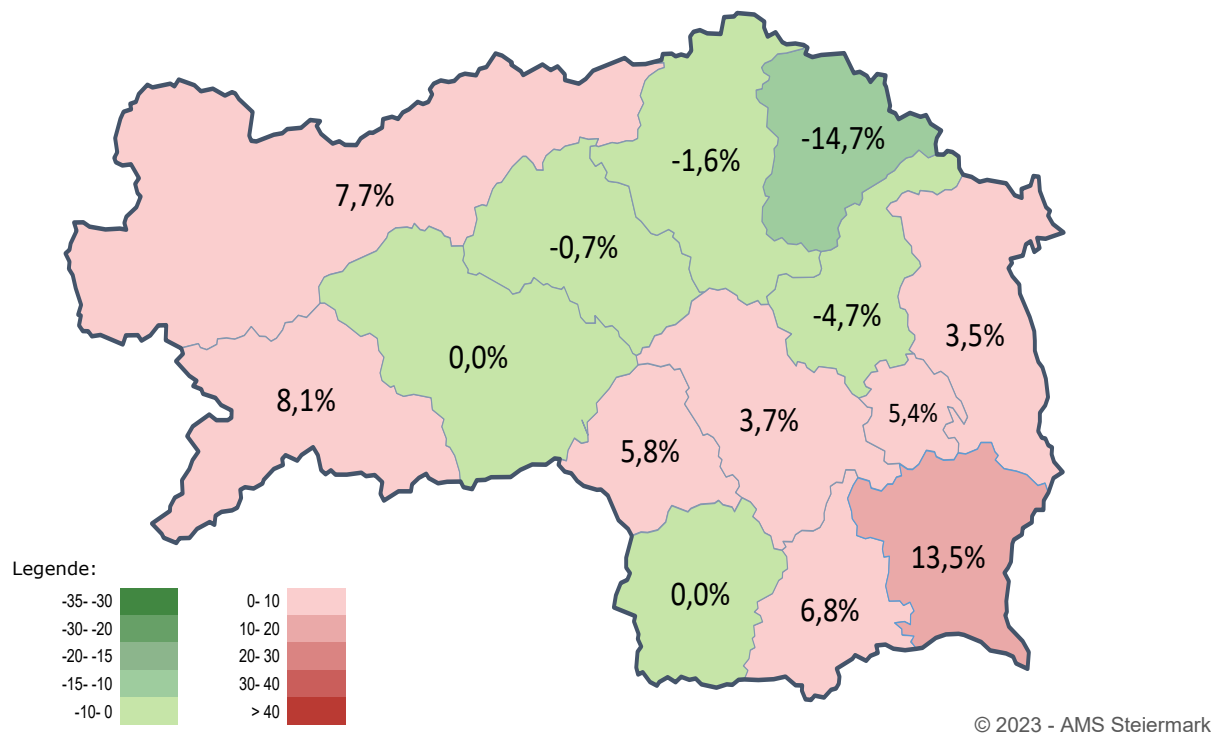 -14,7%
-1,6%
7,7%
-0,7%
-4,7%
3,5%
0,0%
8,1%
5,4%
3,7%
5,8%
13,5%
0,0%
6,8%
Legende:
-35- -30 0- 10
-30- -20 10- 20
-20- -15 20- 30
-15- -10 30- 40
-10- 0 > 40
© 2023 - AMS Steiermark